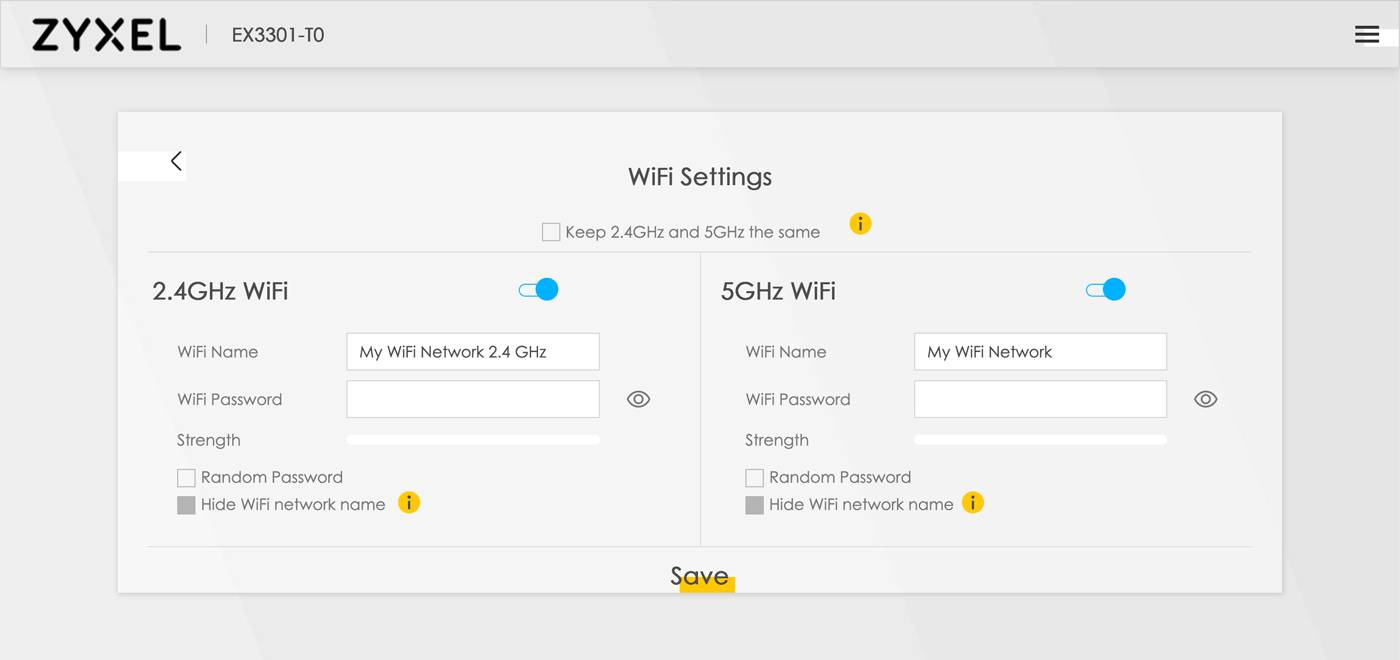 ZYXEL EX3301-T0
WiFi Settings
Keep 2.4GHz and 5GHz the same i
2.4GHz WiFi
WiFi Name My WiFi Network 2.4 GHz
WiFi Password
Strength
Random Password
Hide WiFi network name i
5GHz WiFi
WiFi Name My WiFi Network
WiFi Password
Strength
Random Password
Hide WiFi network name i
Save